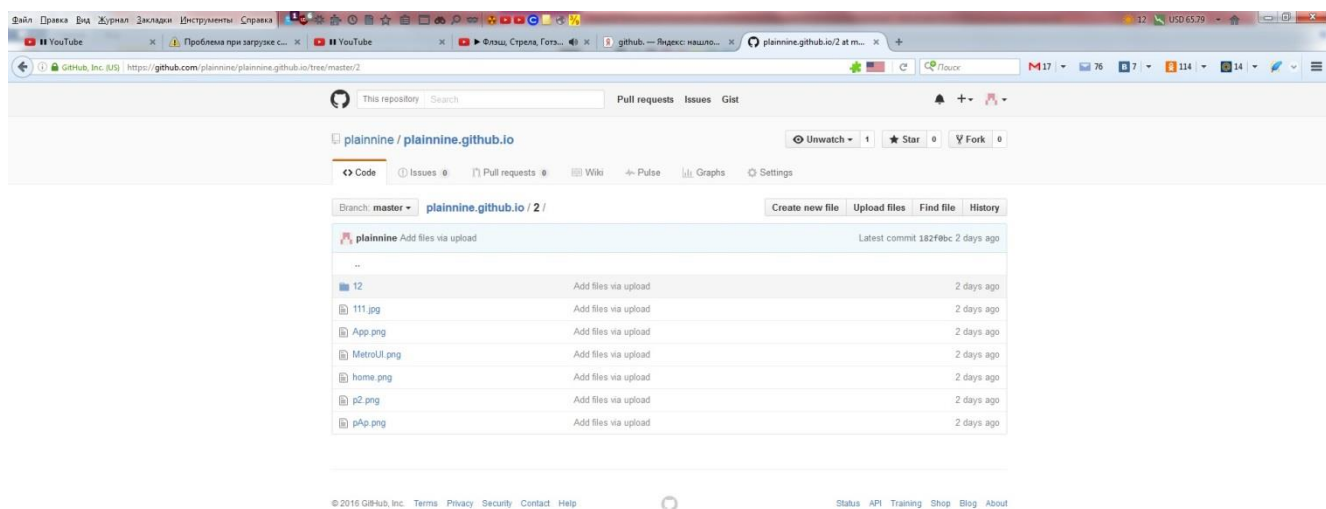 Файл Правка Вид Журнал Закладки Инструменты Справка 12 USD 65.79
YouTube Проблема при загрузке с... YouTube Флэш, Стрела, Готэ... github. — Яндекс: нашло... plainnine.github.io/2 at m...
GitHub, Inc. (US) https://github.com/plainnine/plainnine.github.io/tree/master/2 Поиск 17 76 7 114 14
This repository Search Pull requests Issues Gist
plainnine / plainnine.github.io Unwatch 1 Star 0 Fork 0
Code Issues 0 Pull requests 0 Wiki Pulse Graphs Settings
Branch: master plainnine.github.io / 2 / Create new file Upload files Find file History
plainnine Add files via upload Latest commit 182f0bc 2 days ago
..
12 Add files via upload 2 days ago
111.jpg Add files via upload 2 days ago
App.png Add files via upload 2 days ago
MetroUI.png Add files via upload 2 days ago
home.png Add files via upload 2 days ago
p2.png Add files via upload 2 days ago
pAp.png Add files via upload 2 days ago
© 2016 GitHub, Inc. Terms Privacy Security Contact Help Status API Training Shop Blog About